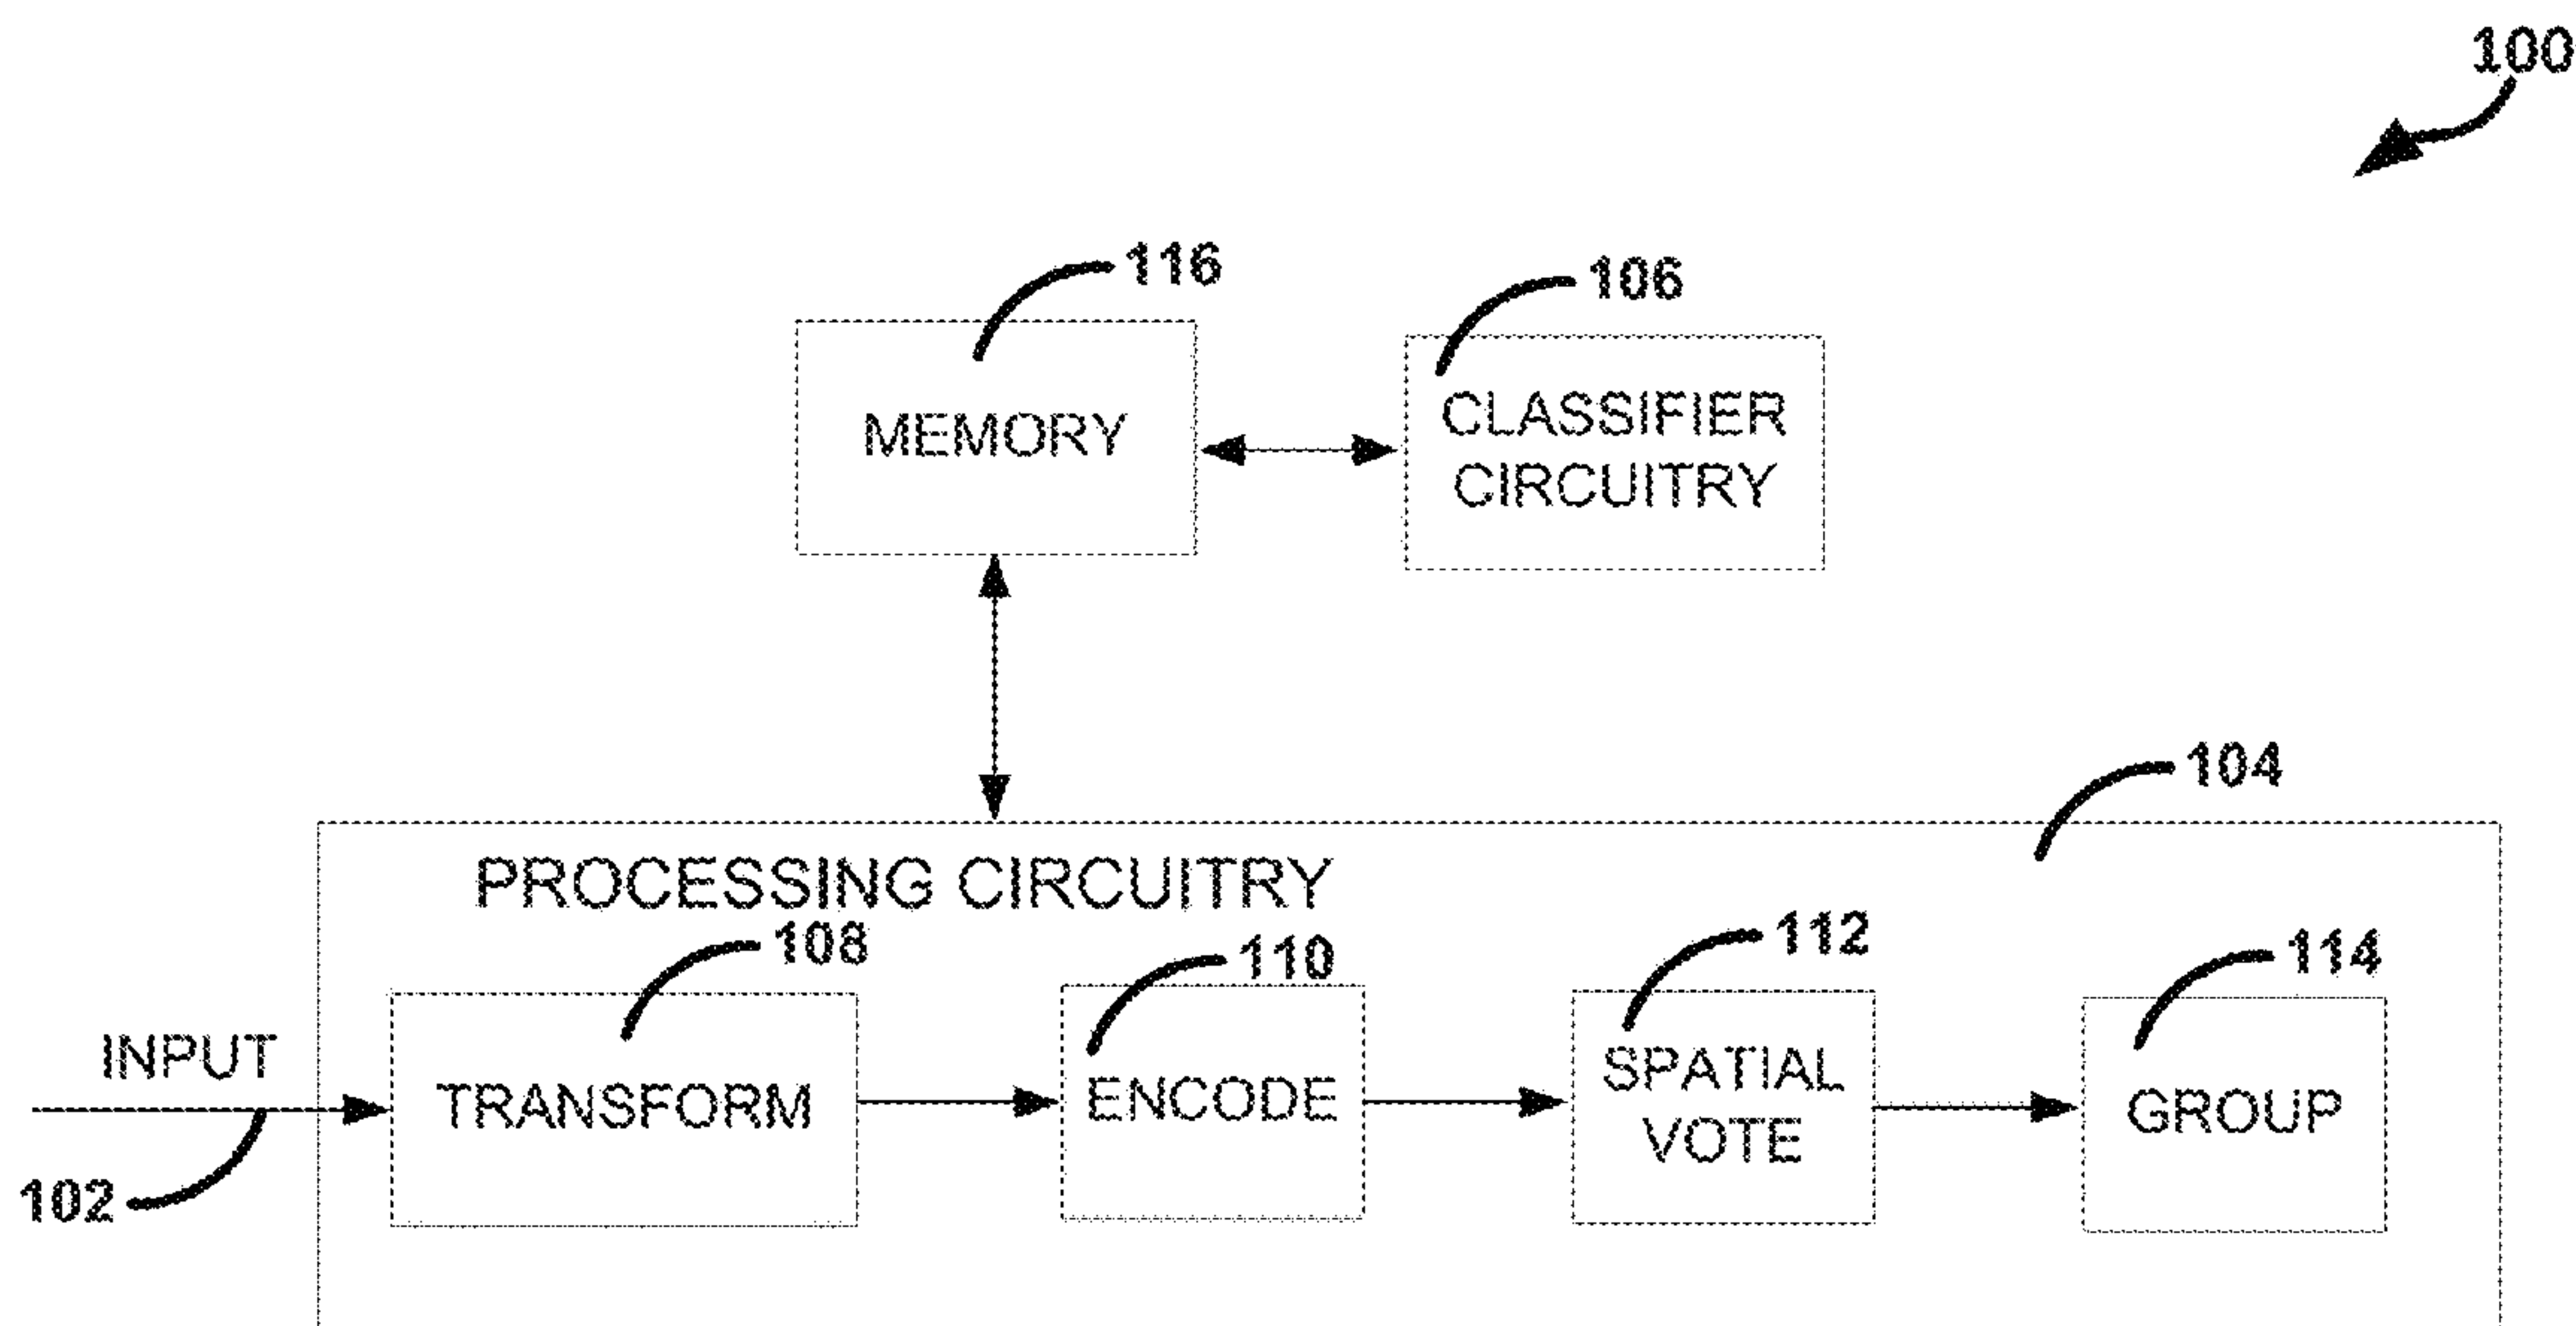 100
116
106
MEMORY
CLASSIFIER
CIRCUITRY
104
PROCESSING CIRCUITRY
108
110
112
114
INPUT
TRANSFORM
ENCODE
SPATIAL
VOTE
GROUP
102